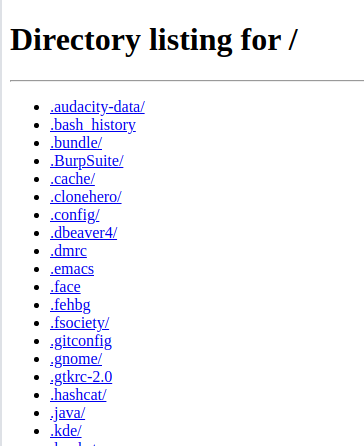 Directory listing for /
.audacity-data/
.bash_history
.bundle/
.BurpSuite/
.cache/
.clonehero/
.config/
.dbeaver4/
.dmrc
.emacs
.face
.fehbg
.fsociety/
.gitconfig
.gnome/
.gtkrc-2.0
.hashcat/
.java/
.kde/